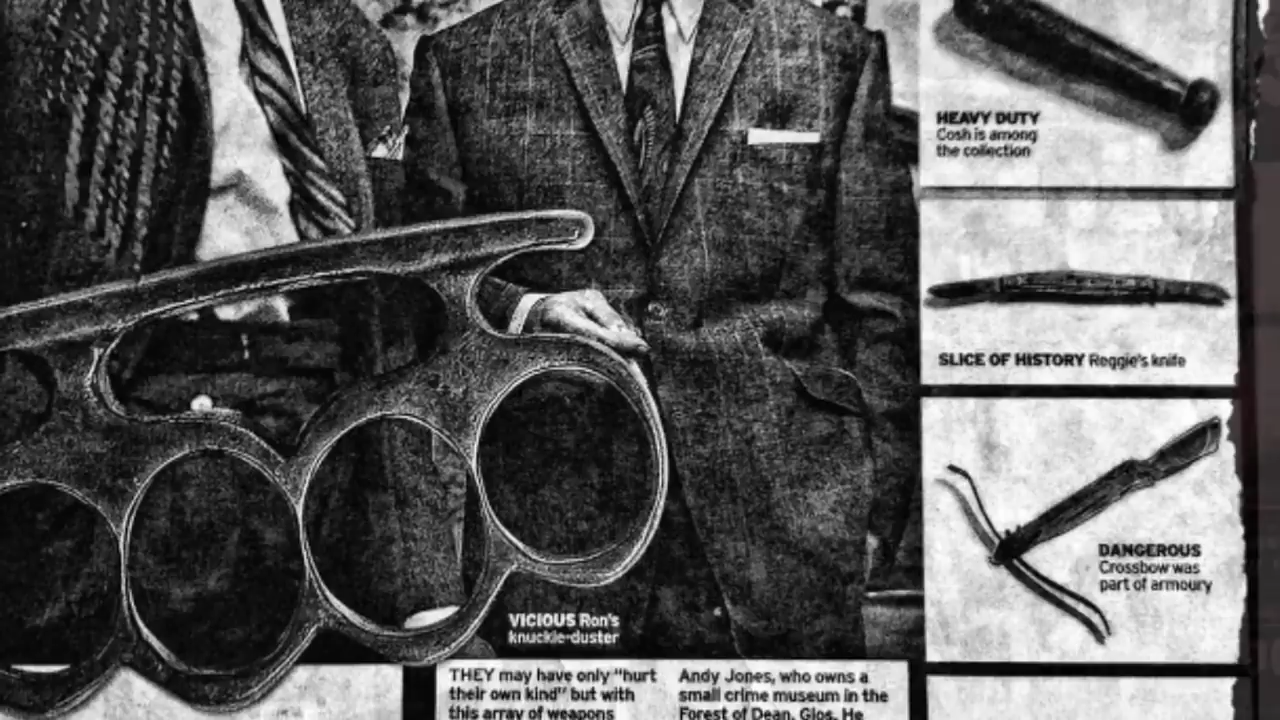 HEAVY DUTY
Cosh is among
the collection
SLICE OF HISTORY Reggie's knife
DANGEROUS
Crossbow was
part of armoury
VICIOUS Ron's
knuckle-duster
THEY may have only "hurt
their own kind" but with
this array of weapons
Andy Jones, who owns a
small crime museum in the
Forest of Dean, Glos. He